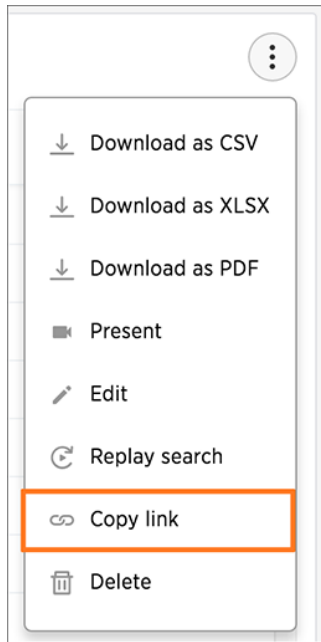 Download as CSV
Download as XLSX
Download as PDF
Present
Edit
Replay search
Copy link
Delete